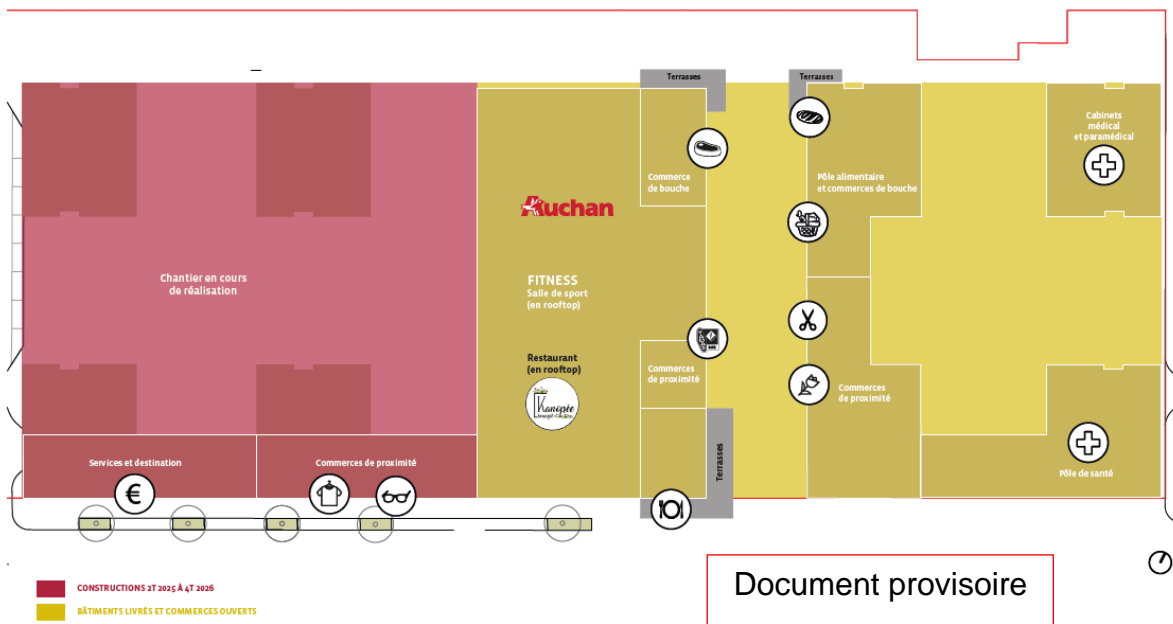 Terrasses
Terrasses
Cabinets
médical
et paramédical
Commerce
de bouche
Pôle alimentaire
et commerces de bouche
Auchan
Chantier en cours
de réalisation
FITNESS
Salle de sport
(en rooftop)
Restaurant
(en rooftop)
Kanopée
Commerces
de proximité
Commerces
de proximité
Terrasses
Services et destination
Commerces de proximité
Pôle de santé
€
CONSTRUCTIONS 2T 2025 À 4T 2026
BÂTIMENTS LIVRÉS ET COMMERCES OUVERTS
Document provisoire